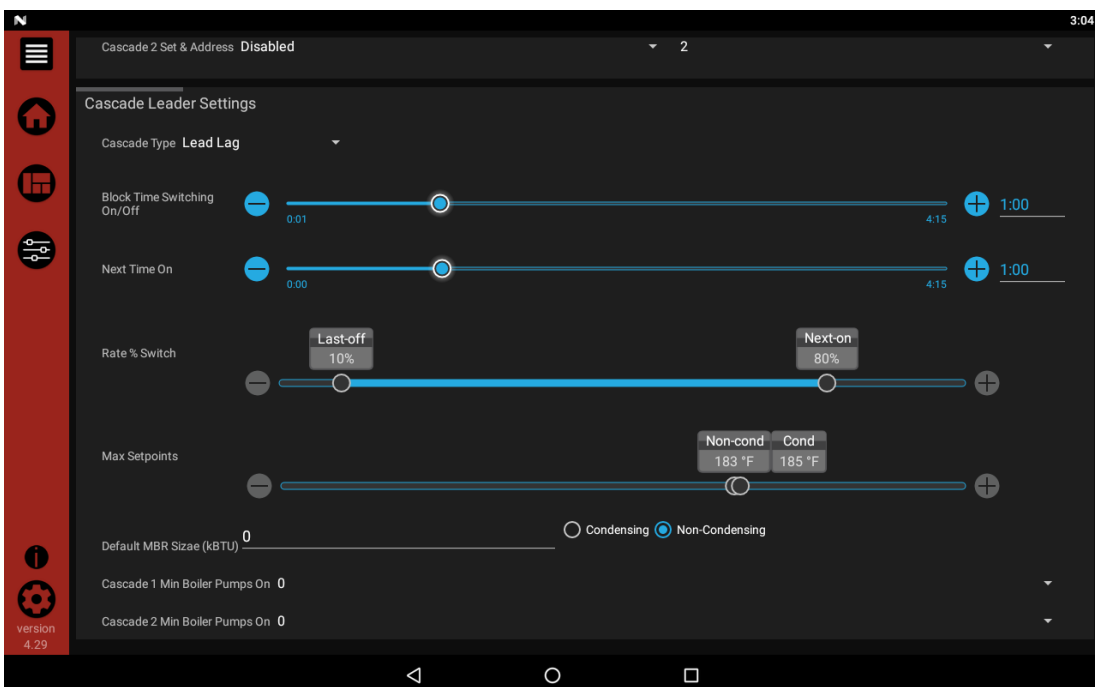 3:04
Cascade 2 Set & Address Disabled 2
Cascade Leader Settings
Cascade Type Lead Lag
Block Time Switching
On/Off
0:01 4:15 1:00
Next Time On
0:00 4:15 1:00
Rate % Switch
Last-off Next-on
10% 80%
Max Setpoints
Non-cond Cond
183 °F 185 °F
Default MBR Sizae (kBTU) 0 Condensing Non-Condensing
Cascade 1 Min Boiler Pumps On 0
Cascade 2 Min Boiler Pumps On 0
version
4.29